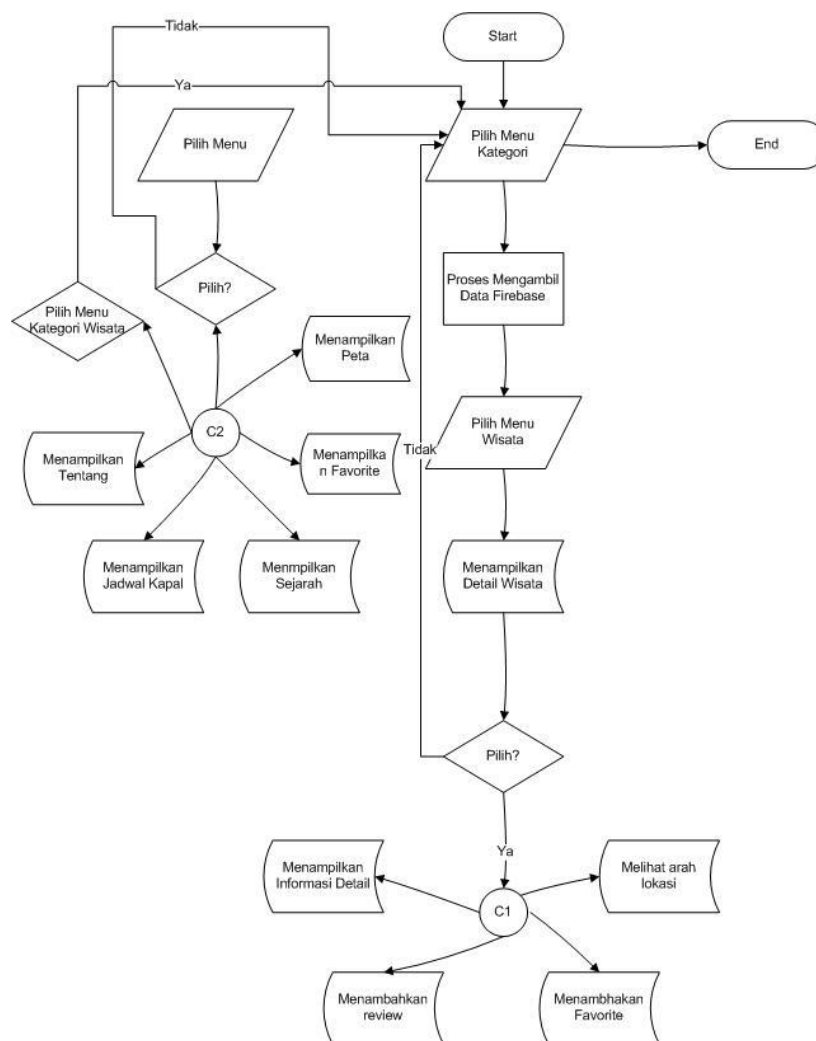 Tidak
Start
Ya
Pilih Menu
Pilih Menu
Kategori
End
Pilih?
Proses Mengambil
Data Firebase
Pilih Menu
Kategori Wisata
Menampilkan
Peta
C2
Pilih Menu
Wisata
Menampilkan
Tentang
Menampilka
n Favorite
Tidak
Menampilkan
Jadwal Kapal
Menmpilkan
Sejarah
Menampilkan
Detail Wisata
Pilih?
Ya
Menampilkan
Informasi Detail
Melihat arah
lokasi
C1
Menambahkan
review
Menambhakan
Favorite